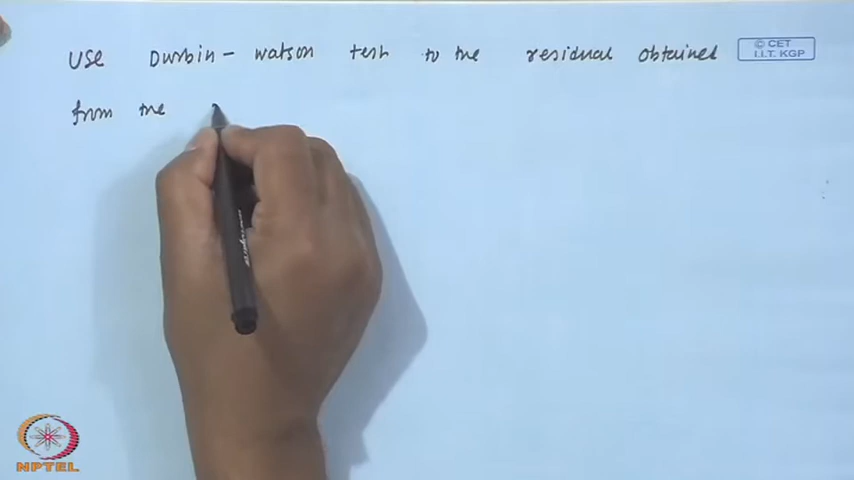 Use Durbin - Watson test to the residual obtained
from the
© CET
I.I.T. KGP
NPTEL